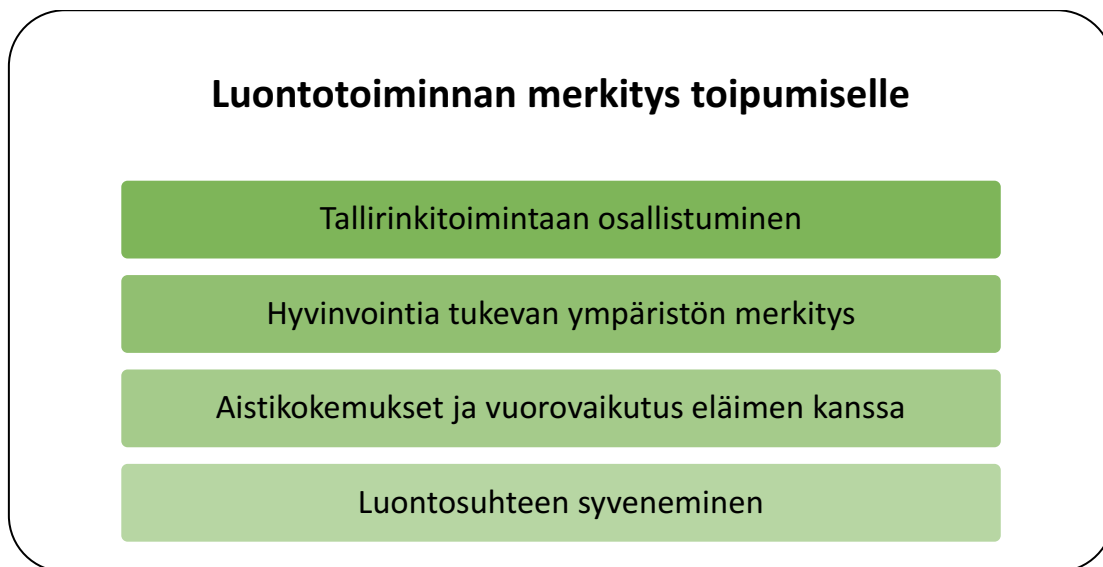 Luontotoiminnan merkitys toipumiselle
Tallirinkitoimintaan osallistuminen
Hyvinvointia tukevan ympäristön merkitys
Aistikokemukset ja vuorovaikutus eläimen kanssa
Luontosuhteen syveneminen